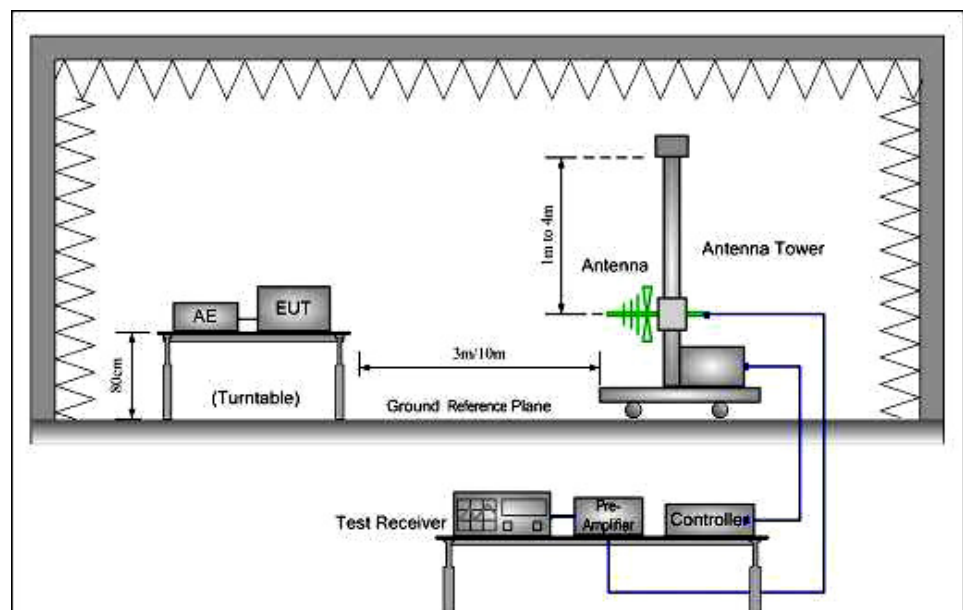 1m to 4m
Antenna
Antenna Tower
AE
EUT
80cm
(Turntable)
3m/10m
Ground Reference Plane
Test Receiver
Pre-
Amplifier
Controller